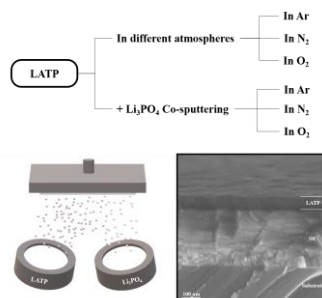 In Ar
In different atmospheres
In N₂
In O₂
LATP
In Ar
+ Li₃PO₄ Co-sputtering
In N₂
In O₂
LATP
Li₃PO₄
LATP
Substrate
100 nm